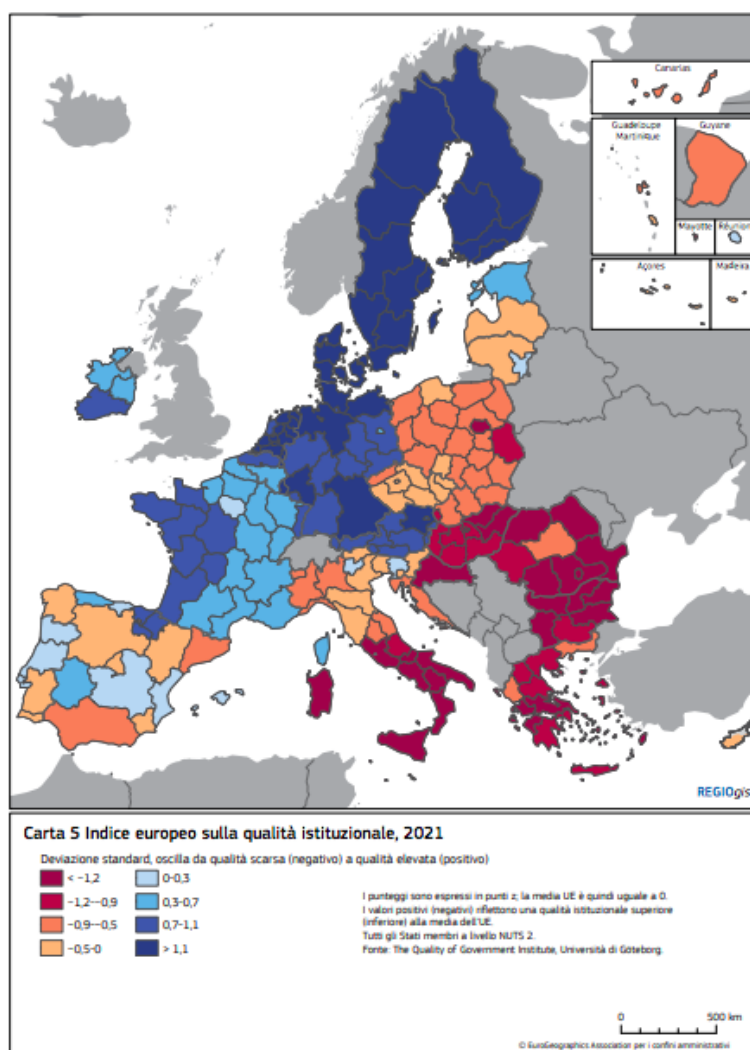 Canarias
Guadeloupe
Martinique
Guyane
Mayotte
Réunion
Açores
Madeira
REGIOgis
Carta 5 Indice europeo sulla qualità istituzionale, 2021
Deviazione standard, oscilla da qualità scarsa (negativo) a qualità elevata (positivo)
< −1,2
−1,2–−0,9
−0,9–−0,5
−0,5-0
0-0,3
0,3-0,7
0,7-1,1
> 1,1
I punteggi sono espressi in punti z; la media UE è quindi uguale a 0.
I valori positivi (negativi) riflettono una qualità istituzionale superiore
(inferiore) alla media dell'UE.
Tutti gli Stati membri a livello NUTS 2.
Fonte: The Quality of Government Institute, Università di Göteborg.
0 500 km
© EuroGeographics Association per i confini amministrativi